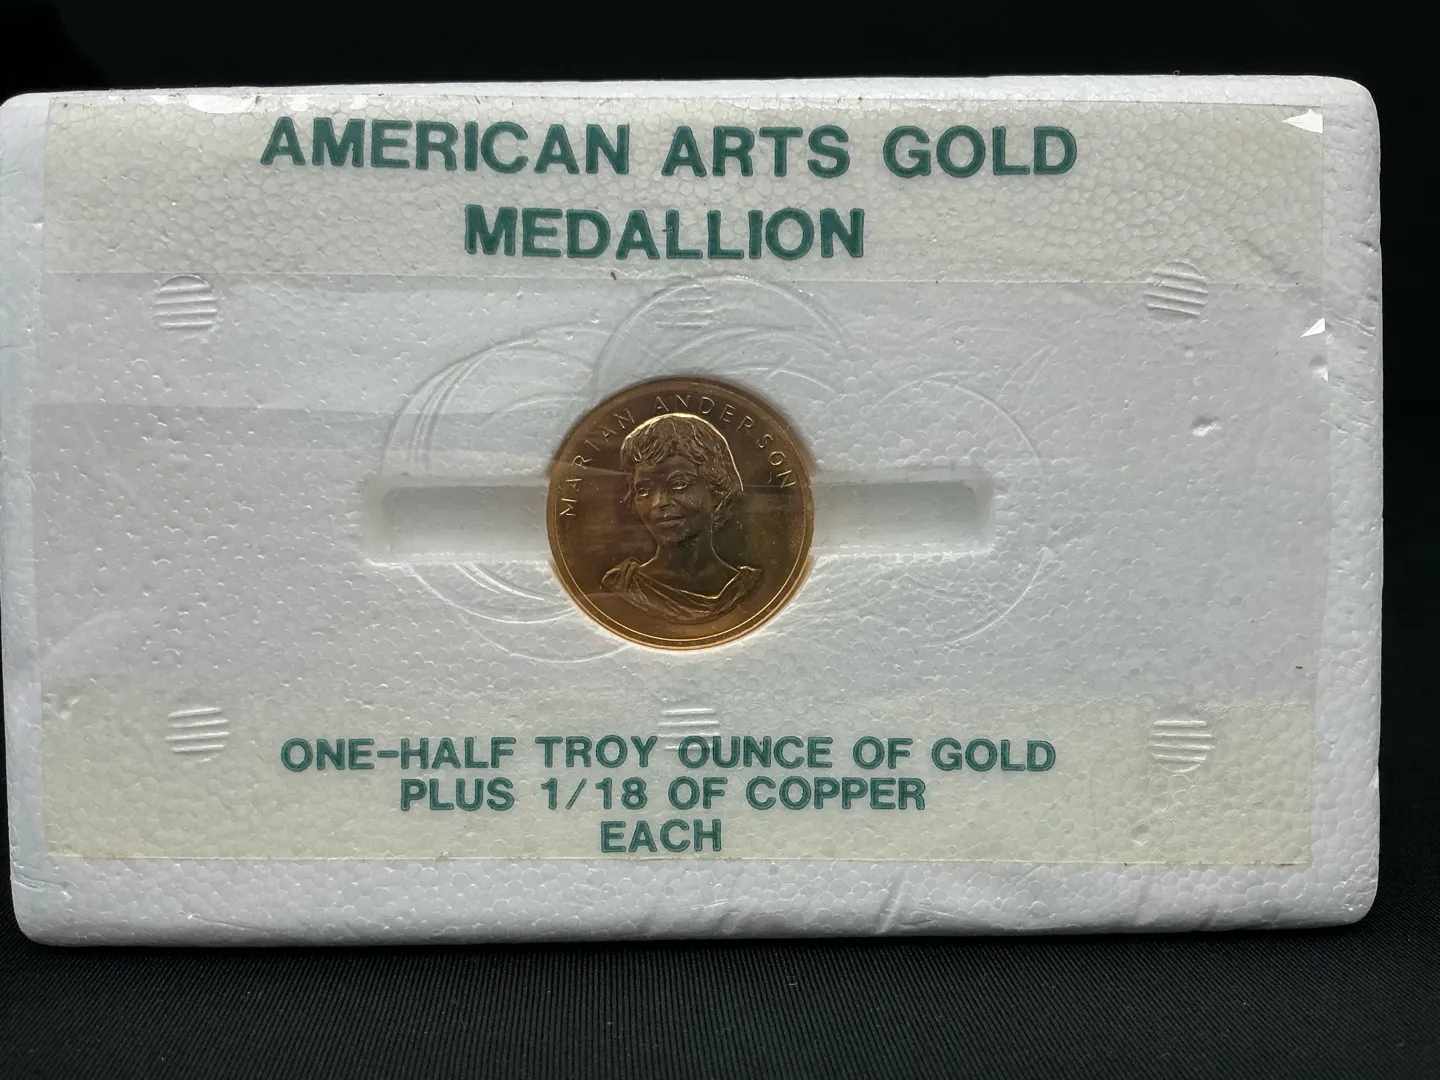 AMERICAN ARTS GOLD
MEDALLION
MARIAN ANDERSON
ONE-HALF TROY OUNCE OF GOLD
PLUS 1/18 OF COPPER
EACH